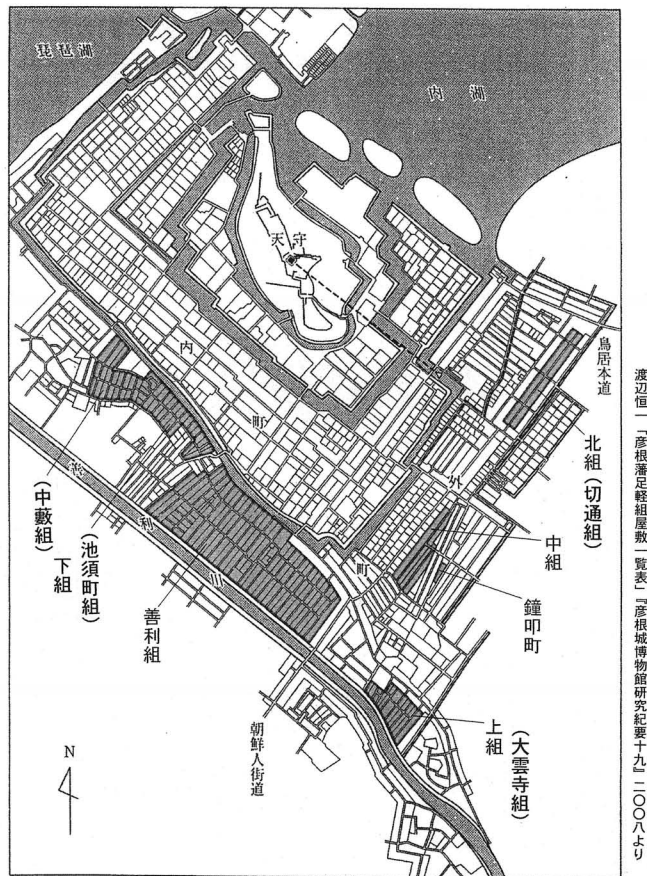 渡辺恒一「彦根藩足軽組屋敷一覧表」『彦根城博物館研究紀要十九』二〇〇八より
琵琶湖
内湖
天守
鳥居本道
内
町
外
町
北組(切通組)
中組
鐘叩町
善利川
(中藪組)
(池須町組)
下組
善利組
朝鮮人街道
上組
(大雲寺組)
N